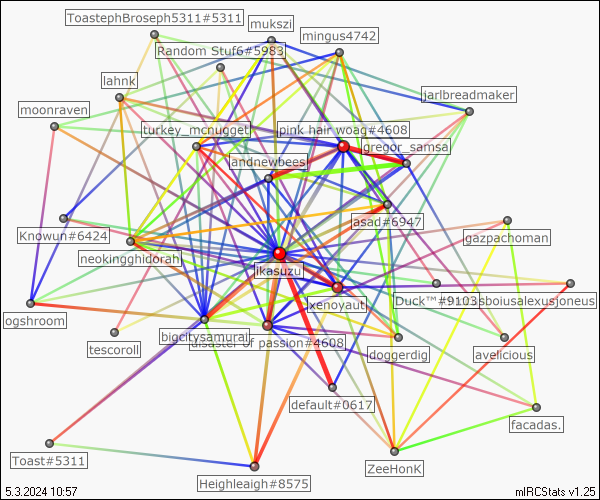 ToastephBroseph5311#5311
mukszi
mingus4742
Random Stuf6#5983
lahnk
jarlbreadmaker
moonraven
turkey_mcnugget
pink hair woag#4608
gregor_samsa
andnewbees
asad#6947
Knowun#6424
gazpachoman
neokingghidorah
ikasuzu
xenovault
Duck™#9103
ogshroom
bigcitysamurai
disaster of passion#4608
tescoroll
doggerdig
avelicious
default#0617
facadas.
Toast#5311
ZeeHonK
Heighleaigh#8575
5.3.2024 10:57
mIRCStats v1.25